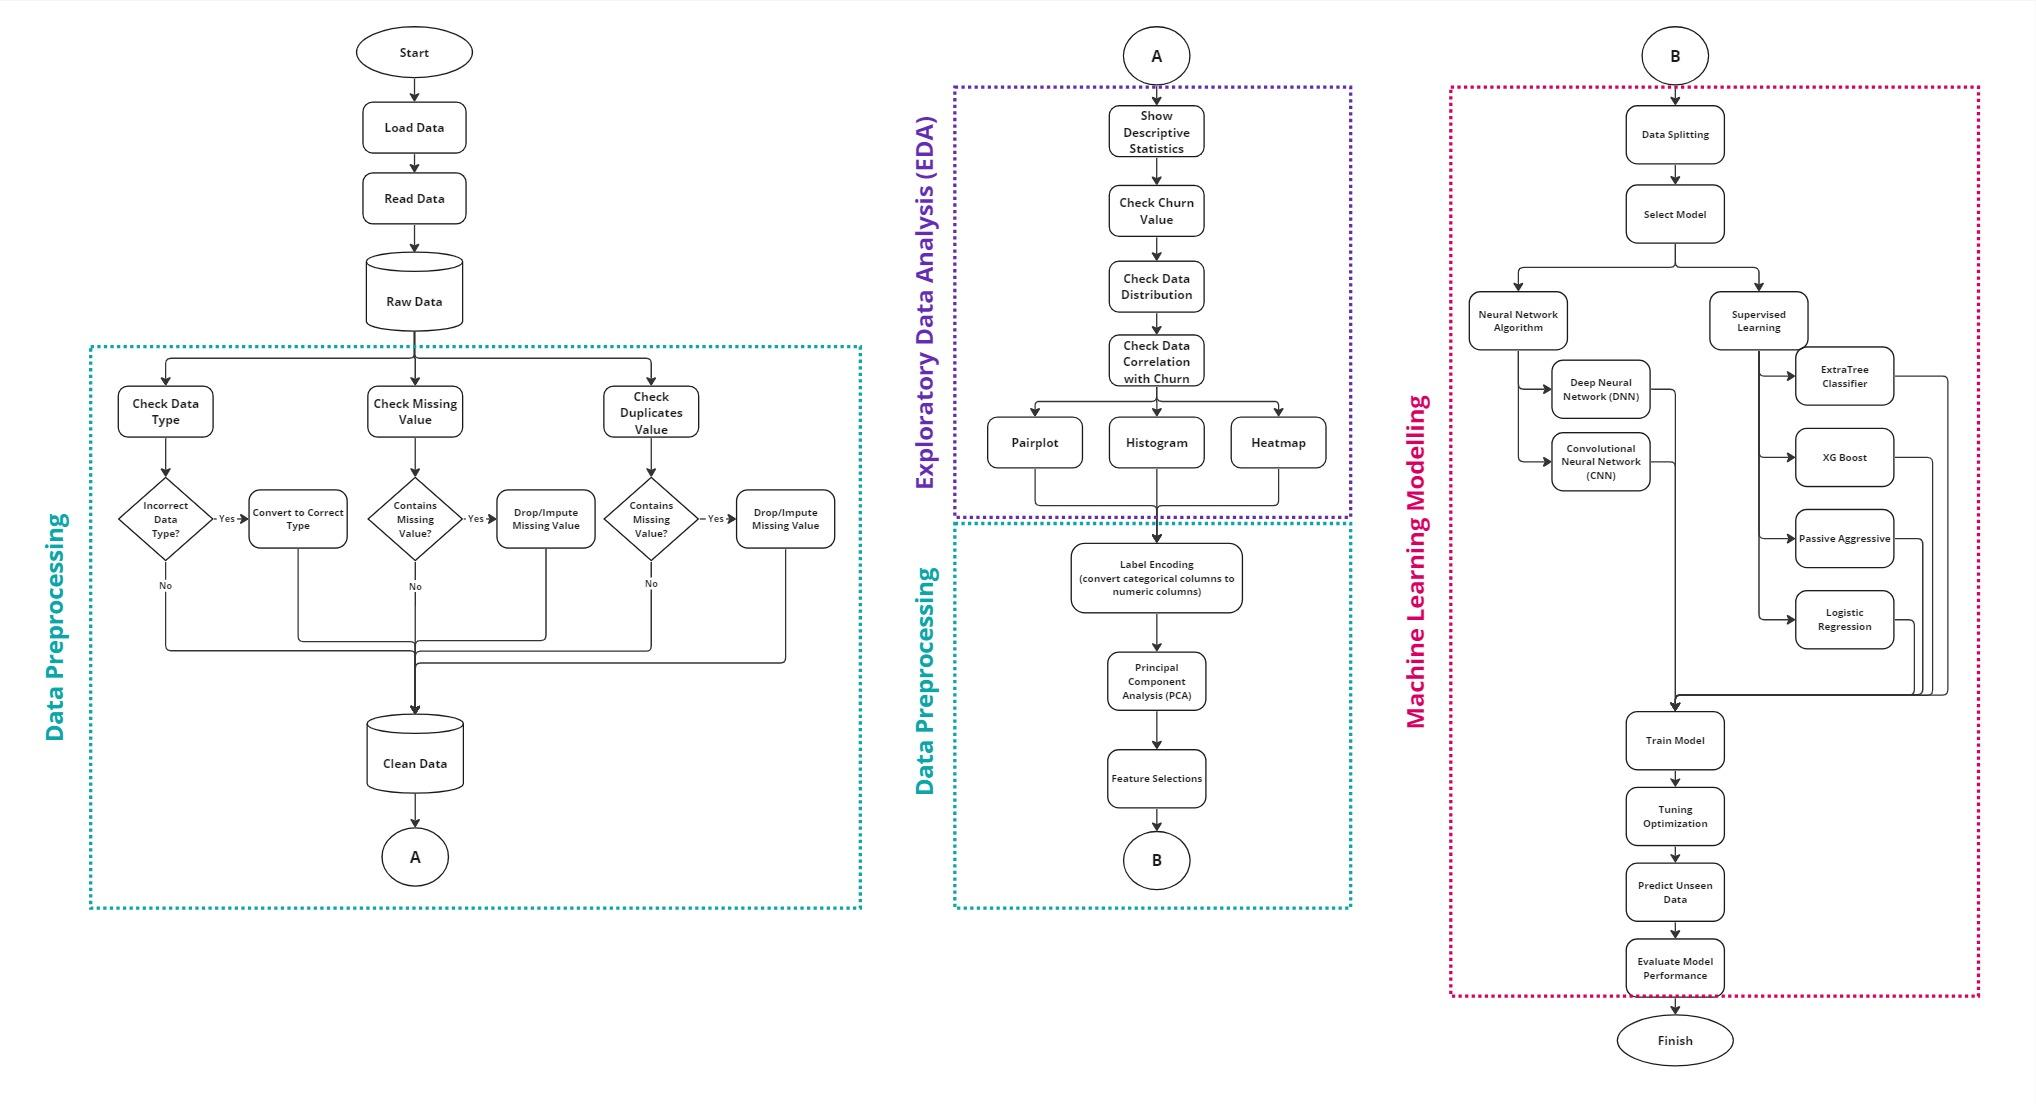 Start
Load Data
Read Data
Raw Data
Data Preprocessing
Check Data
Type
Check Missing
Value
Check
Duplicates
Value
Incorrect
Data
Type?
Yes
Convert to Correct
Type
Contains
Missing
Value?
Yes
Drop/Impute
Missing Value
Contains
Missing
Value?
Yes
Drop/Impute
Missing Value
No
No
No
Clean Data
A
A
Exploratory Data Analysis (EDA)
Show
Descriptive
Statistics
Check Churn
Value
Check Data
Distribution
Check Data
Correlation
with Churn
Pairplot
Histogram
Heatmap
Data Preprocessing
Label Encoding
(convert categorical columns to
numeric columns)
Principal
Component
Analysis (PCA)
Feature Selections
B
B
Machine Learning Modelling
Data Splitting
Select Model
Neural Network
Algorithm
Deep Neural
Network (DNN)
Convolutional
Neural Network
(CNN)
Supervised
Learning
ExtraTree
Classifier
XG Boost
Passive Aggressive
Logistic
Regression
Train Model
Tuning
Optimization
Predict Unseen
Data
Evaluate Model
Performance
Finish